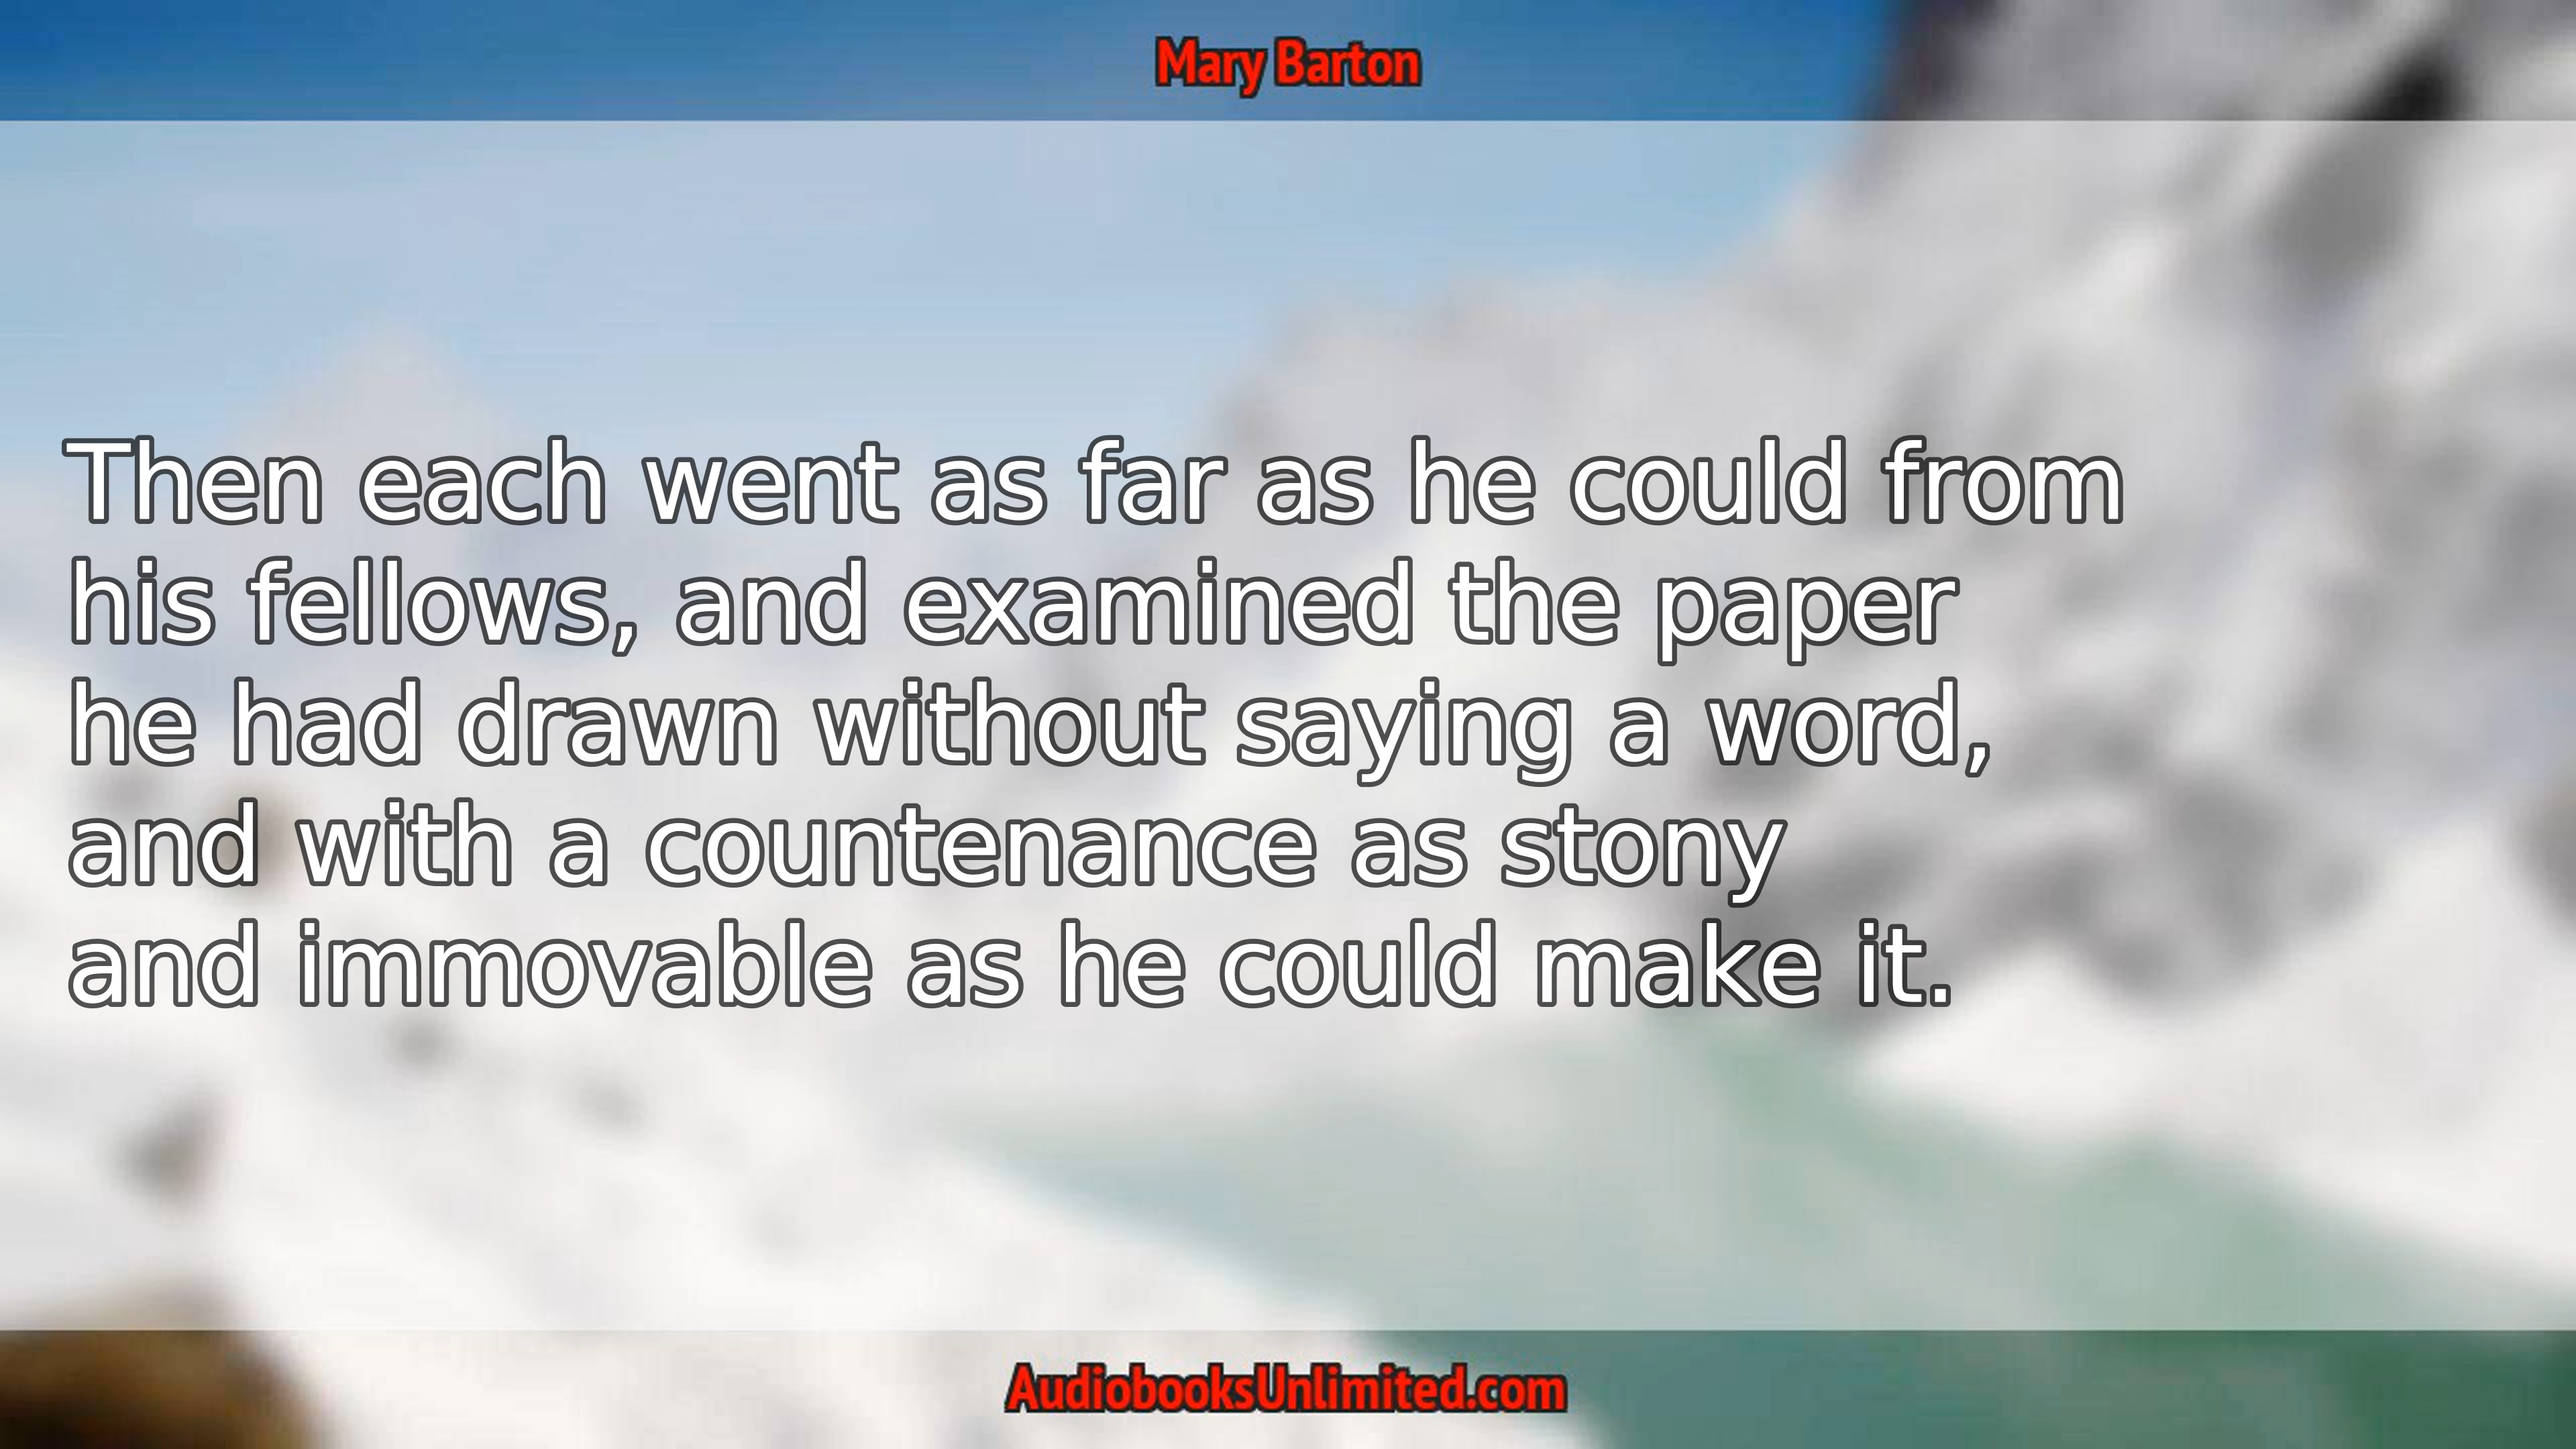 Mary Barton
Then each went as far as he could from
his fellows, and examined the paper
he had drawn without saying a word,
and with a countenance as stony
and immovable as he could make it.
AudiobooksUnlimited.com